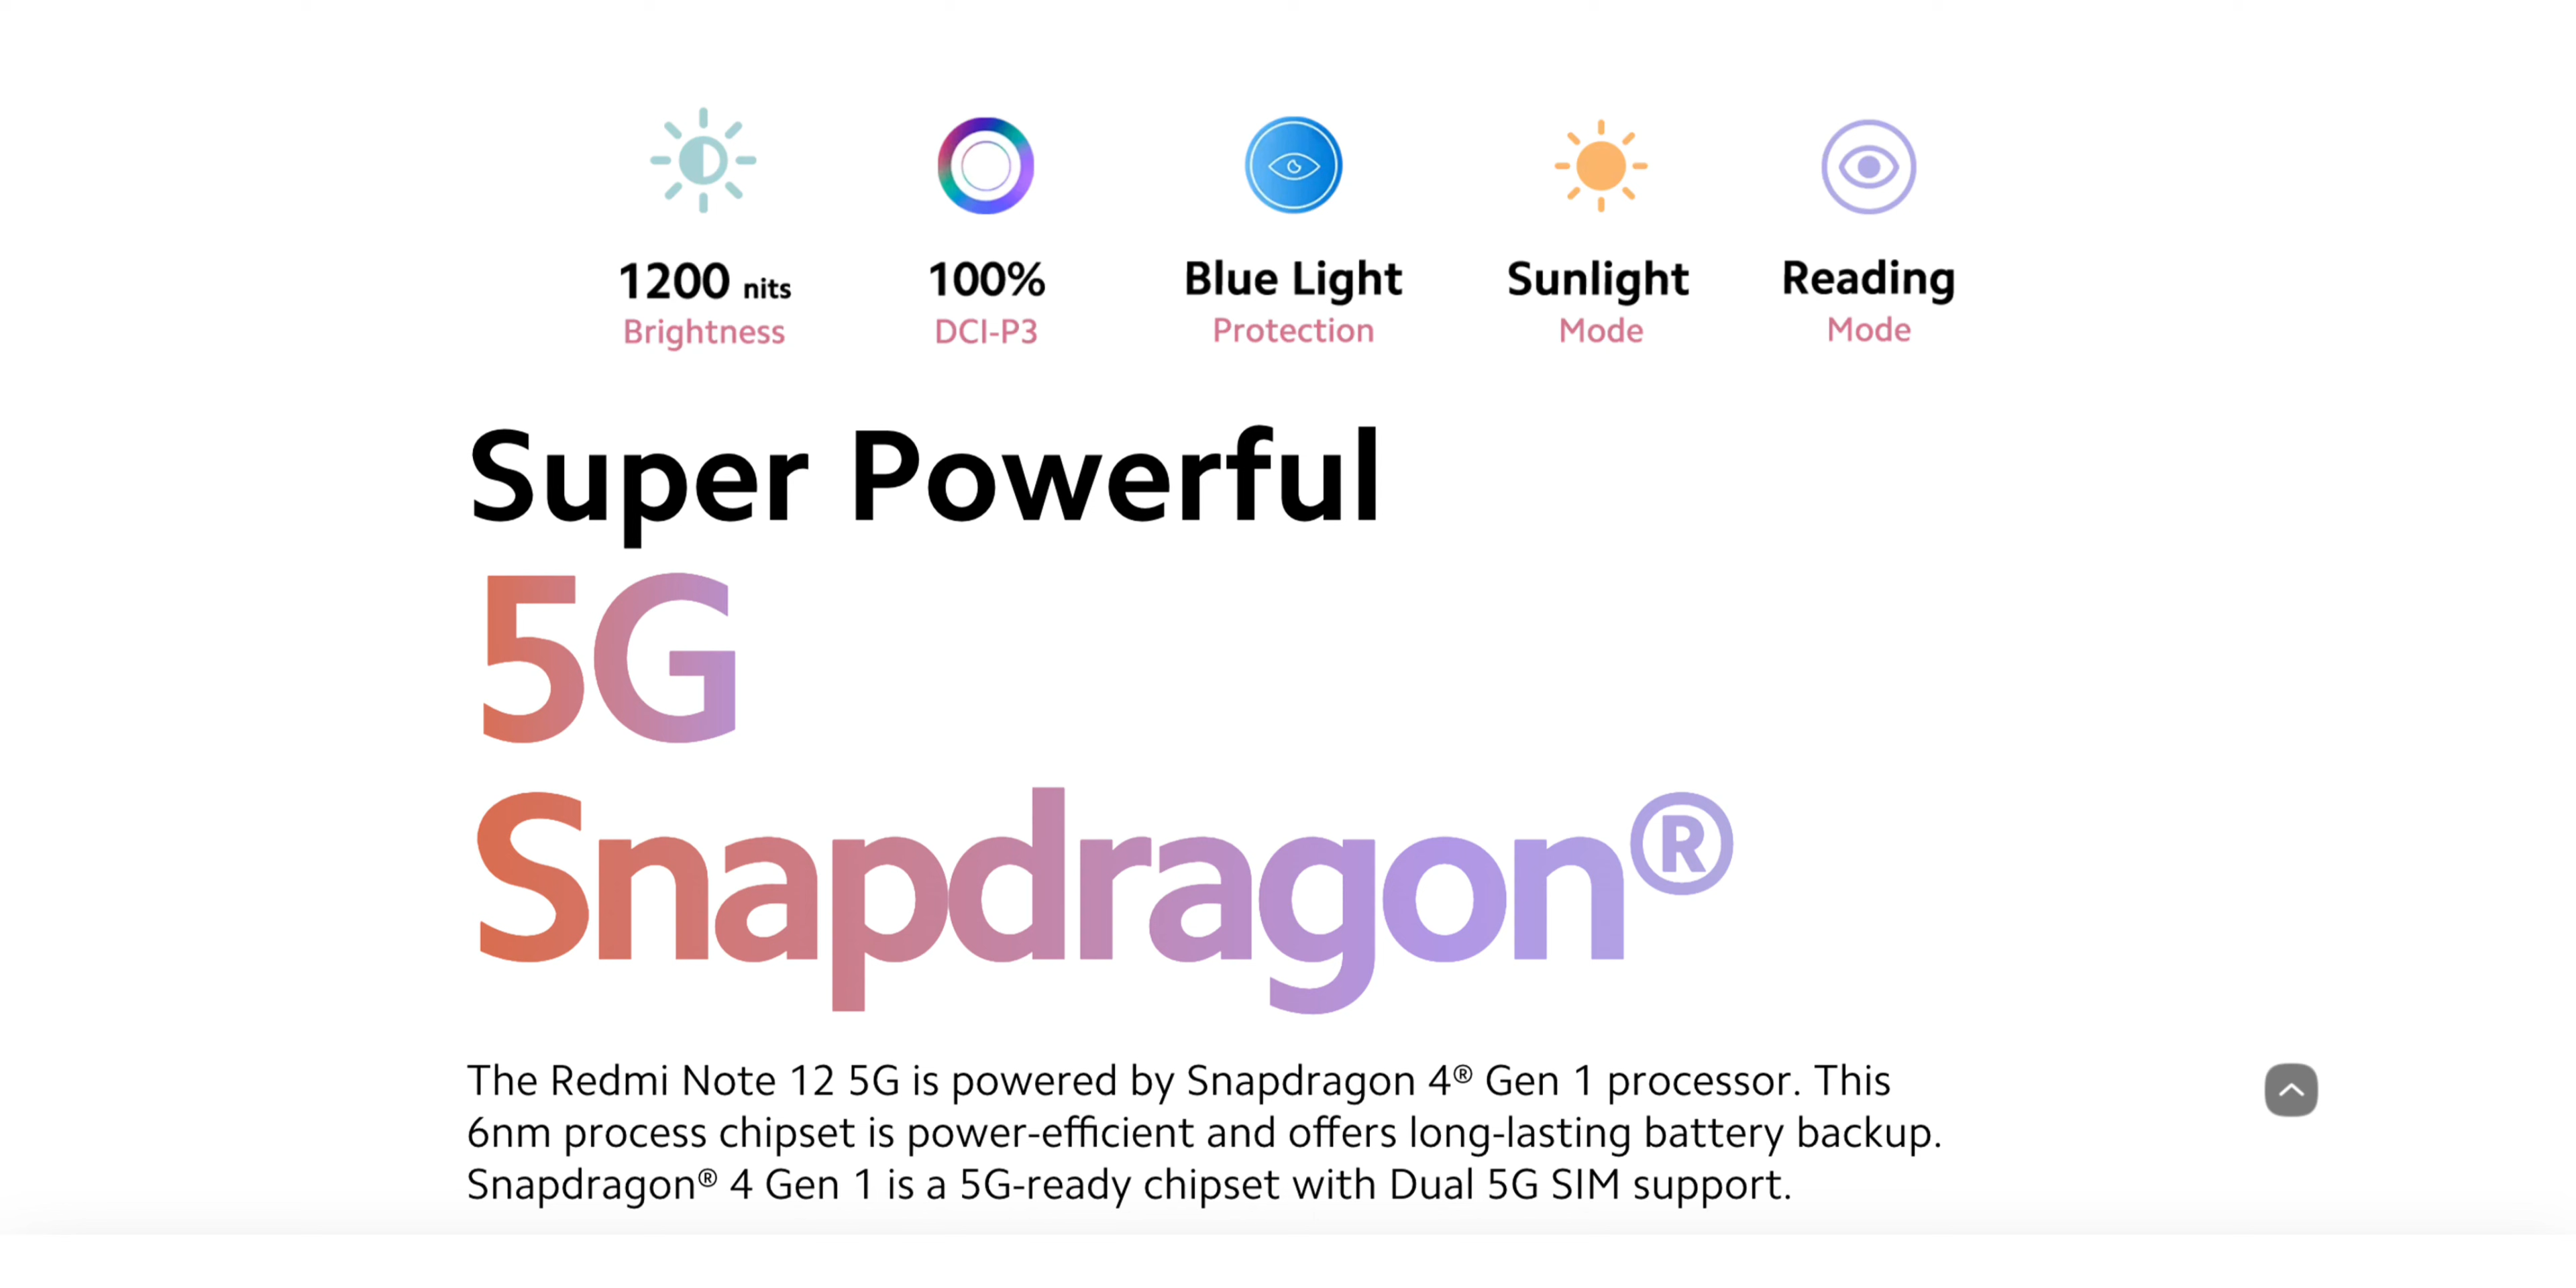 1200 nits
Brightness
100%
DCI-P3
Blue Light
Protection
Sunlight
Mode
Reading
Mode
Super Powerful
5G
Snapdragon®
The Redmi Note 12 5G is powered by Snapdragon 4® Gen 1 processor. This
6nm process chipset is power-efficient and offers long-lasting battery backup.
Snapdragon® 4 Gen 1 is a 5G-ready chipset with Dual 5G SIM support.